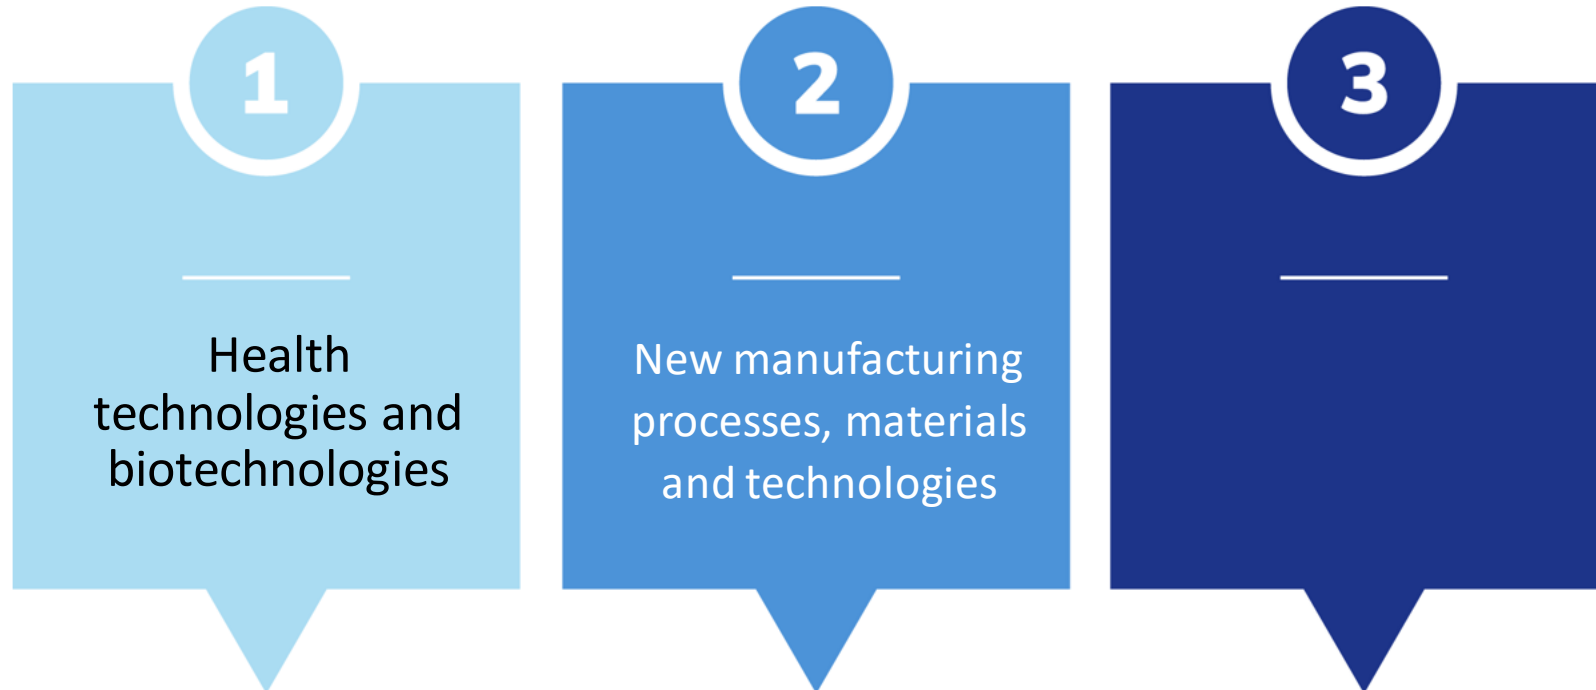 1
Health
technologies and
biotechnologies
2
New manufacturing
processes, materials
and technologies
3